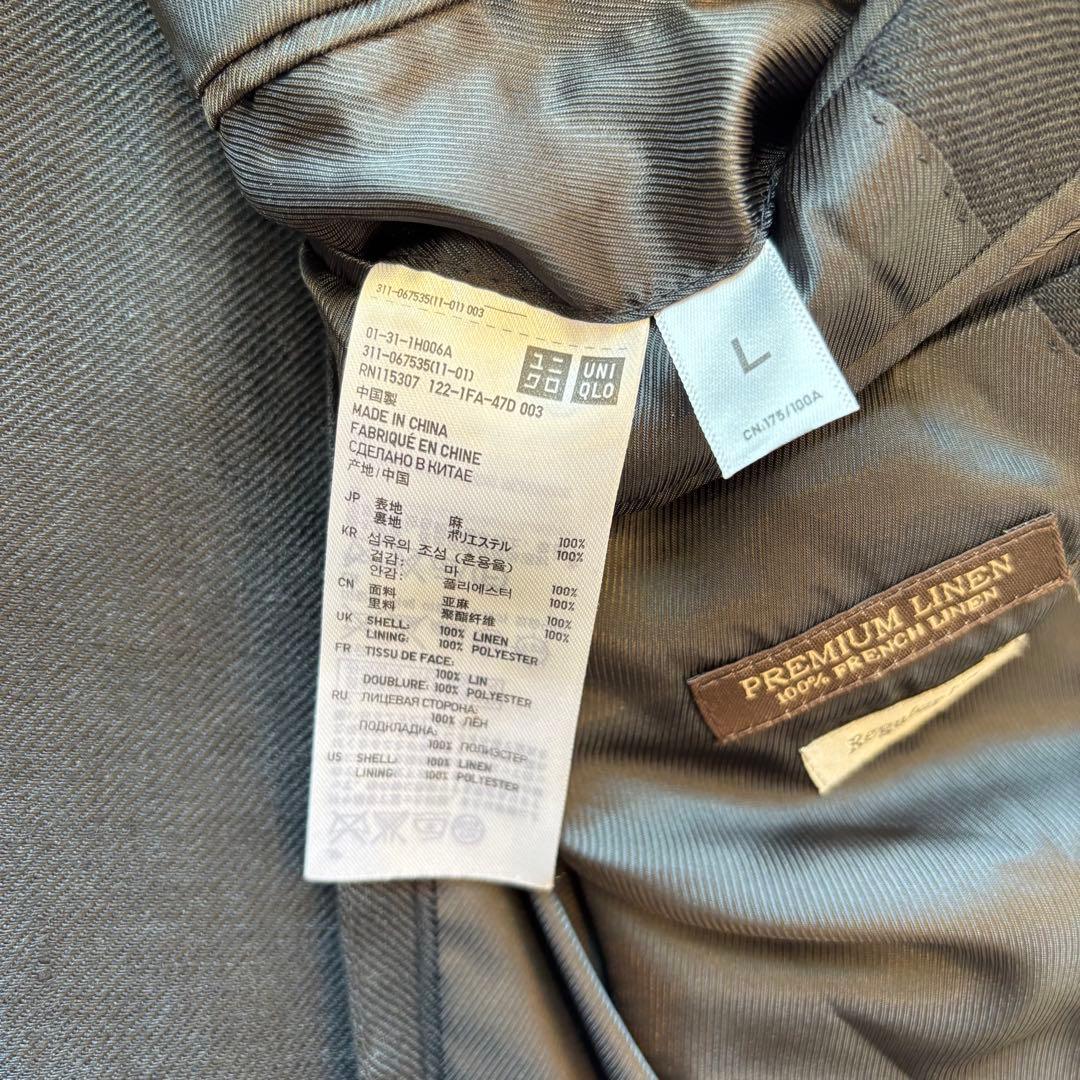 311-067535(11-01) 003
01-31-1H006A
311-067535(11-01)
RN115307 122-1FA-47D 003
ユニクロ
UNIQLO
中国製
MADE IN CHINA
FABRIQUÉ EN CHINE
СДЕЛАНО В КИТАЕ
产地/中国
JP 表地 麻 100%
裏地 ポリエステル 100%
KR 섬유의 조성 (혼용율)
겉감: 마 100%
안감: 폴리에스터 100%
CN 面料 亚麻 100%
里料 聚酯纤维 100%
UK SHELL: 100% LINEN
LINING: 100% POLYESTER
FR TISSU DE FACE:
100% LIN
DOUBLURE: 100% POLYESTER
RU ЛИЦЕВАЯ СТОРОНА:
100% ЛЁН
ПОДКЛАДКА:
100% ПОЛИЭСТЕР
US SHELL: 100% LINEN
LINING: 100% POLYESTER
L
CN:175/100A
PREMIUM LINEN
100% FRENCH LINEN